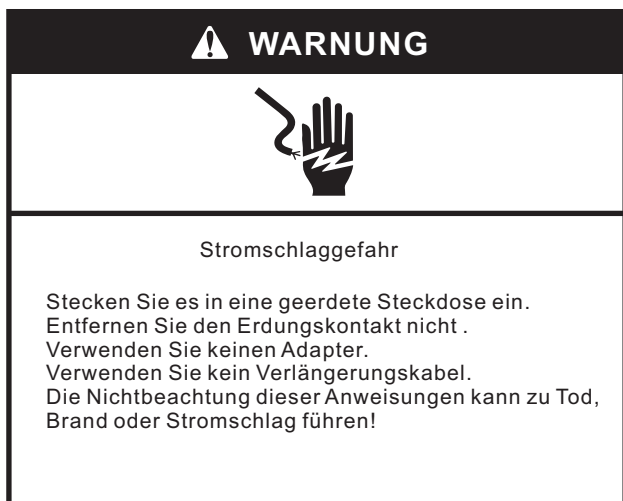 WARNUNG
Stromschlaggefahr
Stecken Sie es in eine geerdete Steckdose ein.
Entfernen Sie den Erdungskontakt nicht .
Verwenden Sie keinen Adapter.
Verwenden Sie kein Verlängerungskabel.
Die Nichtbeachtung dieser Anweisungen kann zu Tod,
Brand oder Stromschlag führen!